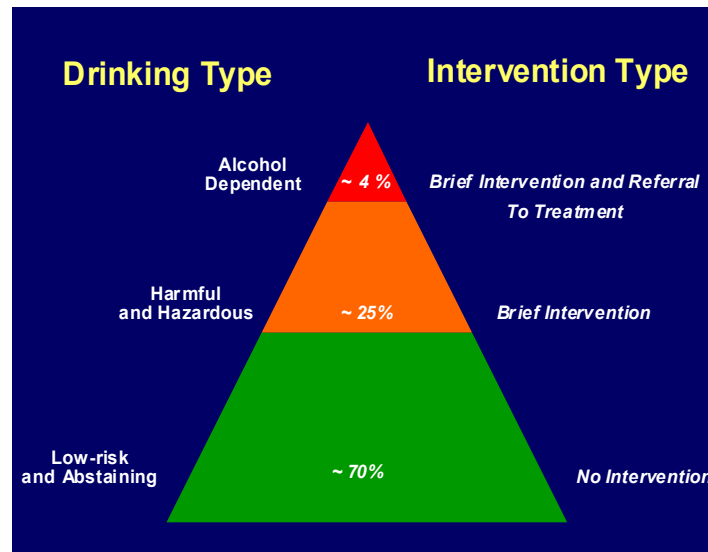 Drinking Type
Intervention Type
Alcohol
Dependent
~ 4 %
Brief Intervention and Referral
To Treatment
Harmful
and Hazardous
~ 25%
Brief Intervention
Low-risk
and Abstaining
~ 70%
No Intervention